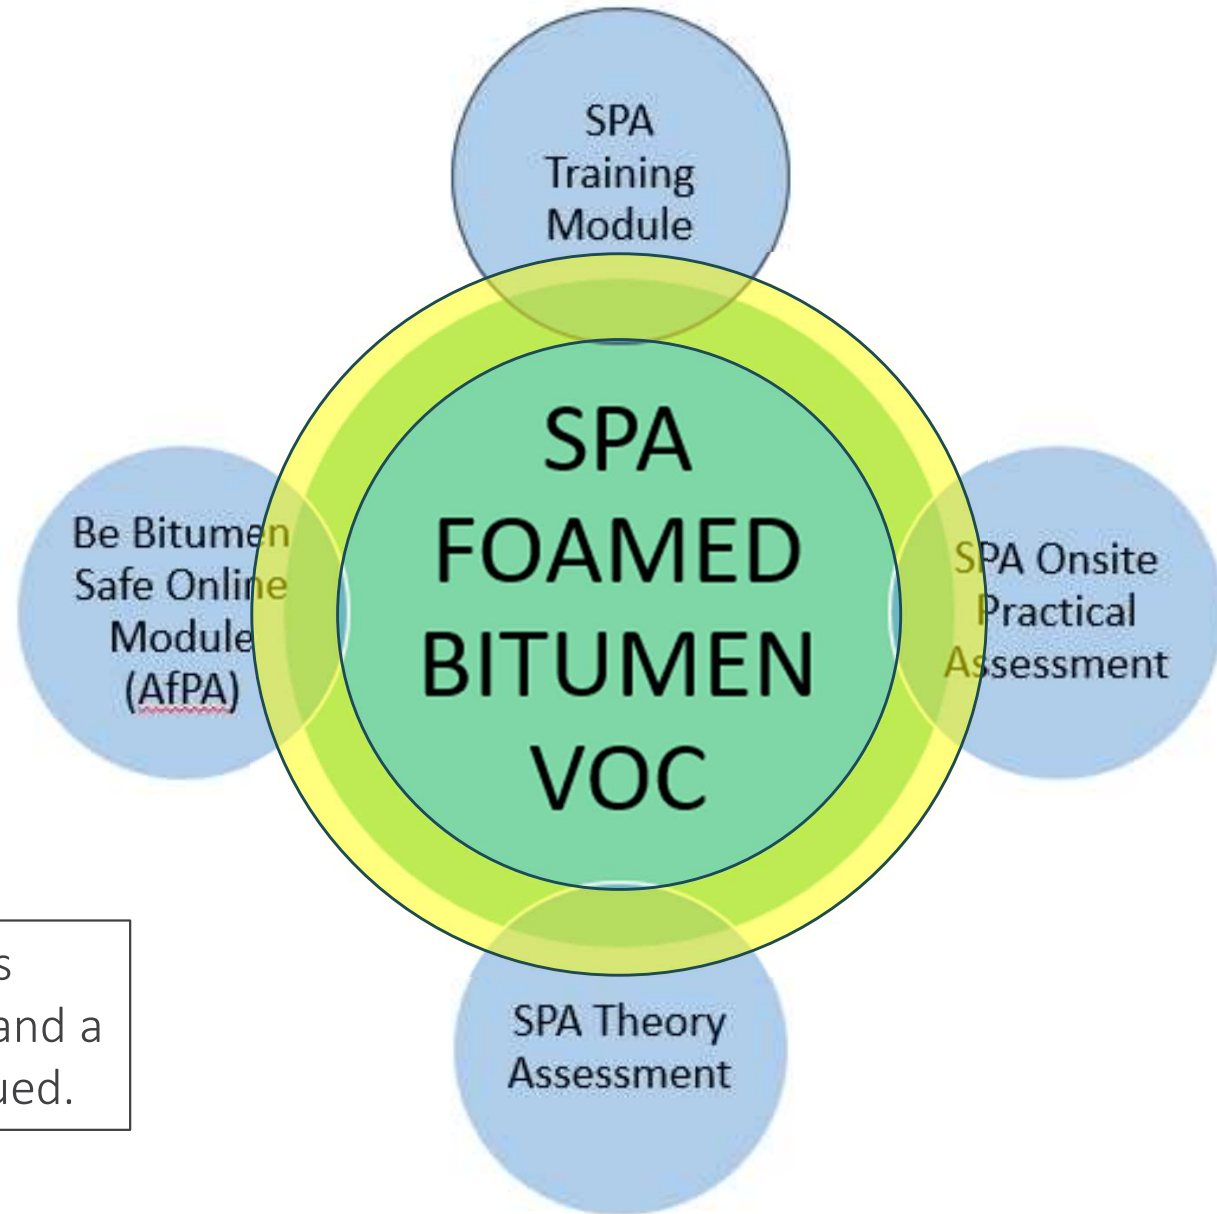 SPA
Training
Module
SPA
FOAMED
BITUMEN
VOC
Be Bitumen
Safe Online
Module
(AfPA)
SPA Onsite
Practical
Assessment
SPA Theory
Assessment
and a